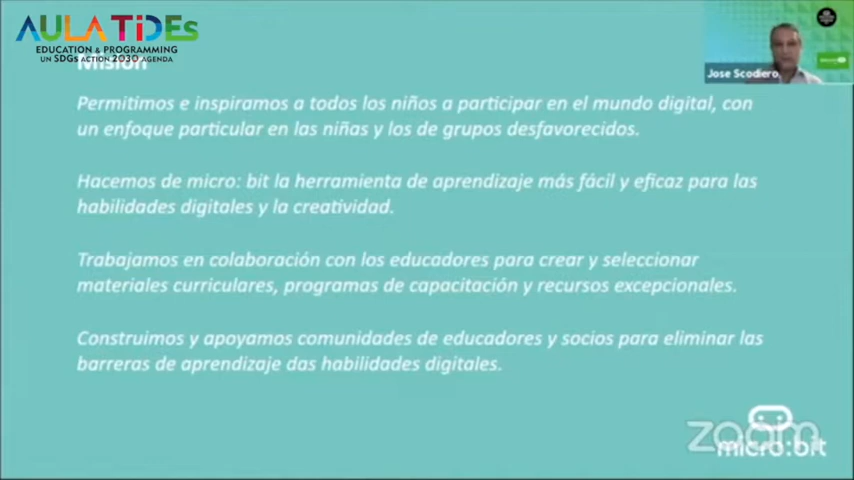 AULA TIDEs
EDUCATION & PROGRAMMING
UN SDGs ACTION 2030 AGENDA
Misión
Jose Scodiero
Permitimos e inspiramos a todos los niños a participar en el mundo digital, con
un enfoque particular en las niñas y los de grupos desfavorecidos.
Hacemos de micro: bit la herramienta de aprendizaje más fácil y eficaz para las
habilidades digitales y la creatividad.
Trabajamos en colaboración con los educadores para crear y seleccionar
materiales curriculares, programas de capacitación y recursos excepcionales.
Construimos y apoyamos comunidades de educadores y socios para eliminar las
barreras de aprendizaje das habilidades digitales.
zoom
micro:bit